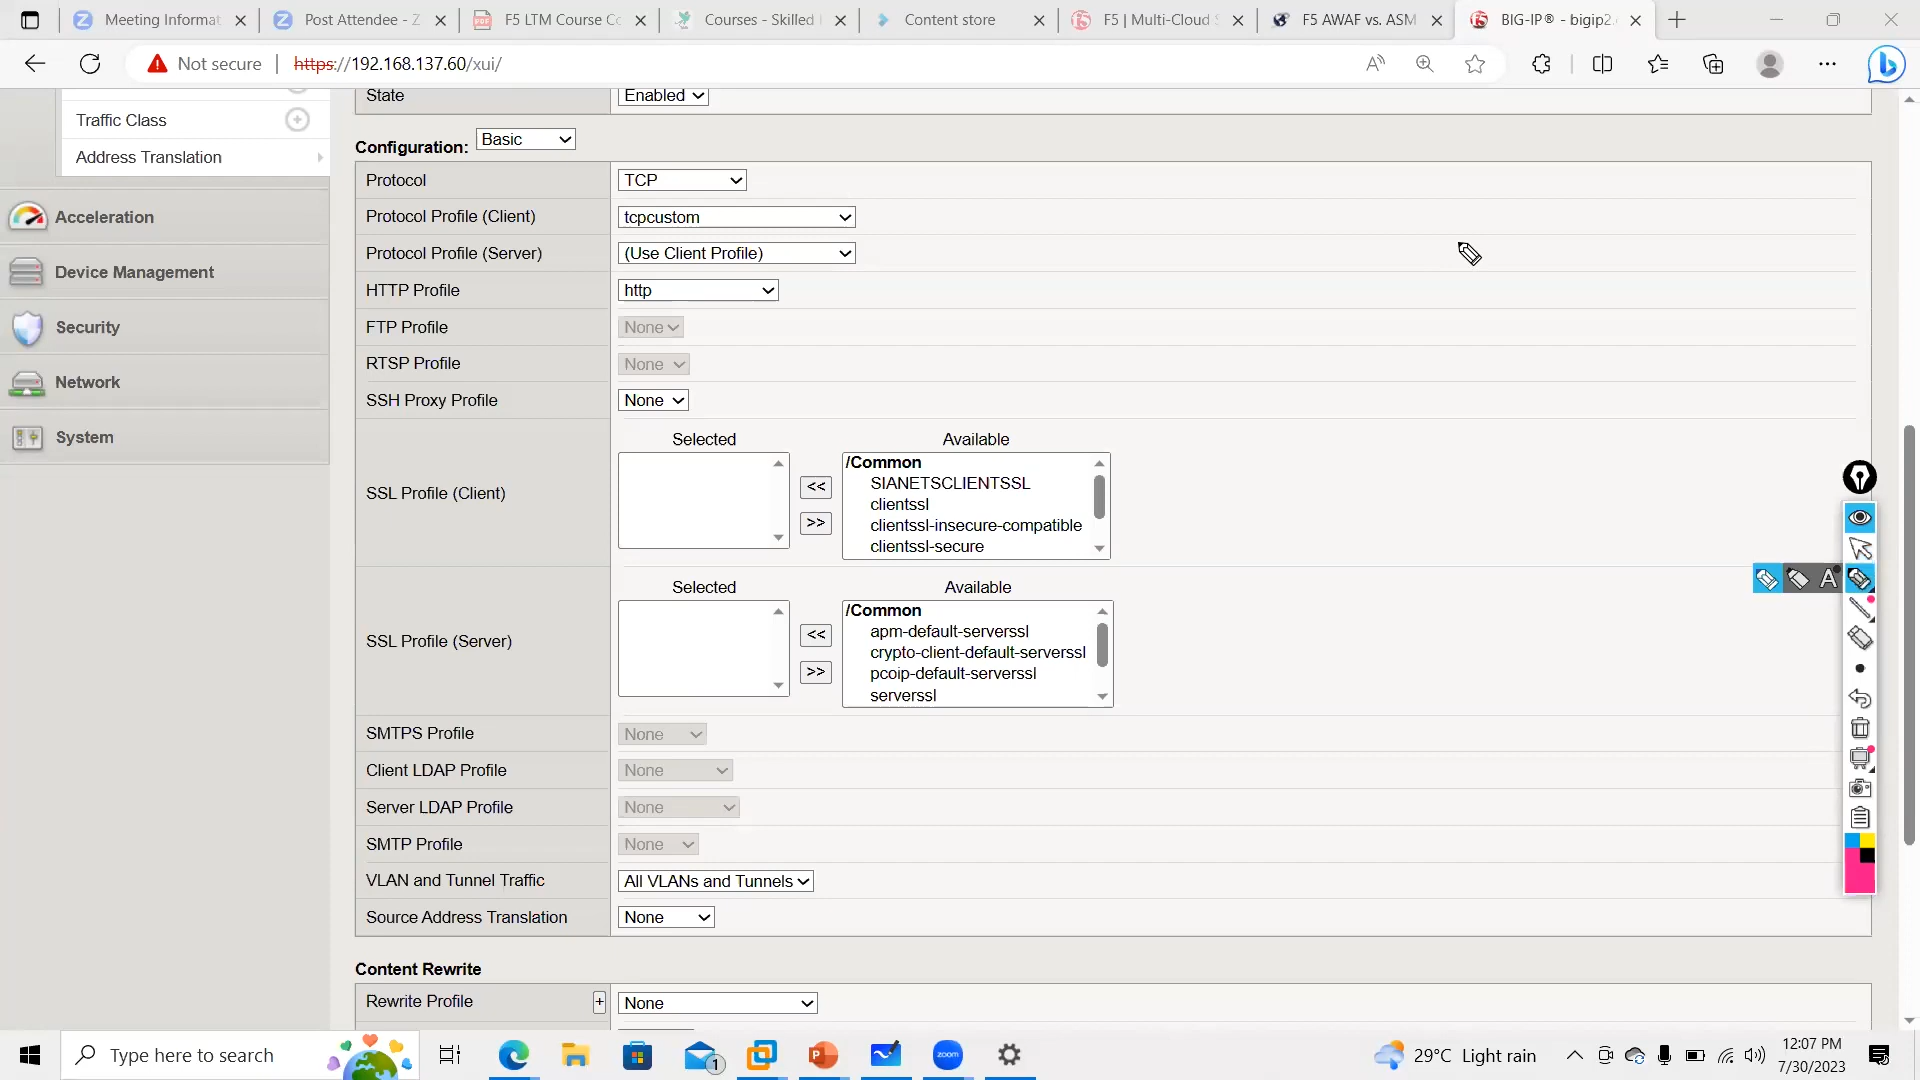 Meeting Informat
Post Attendee - Z
F5 LTM Course Co
Courses - Skilled
Content store
F5 | Multi-Cloud S
F5 AWAF vs. ASM
BIG-IP® - bigip2.
Not secure
https://192.168.137.60/xui/
State
Enabled
Traffic Class
Address Translation
Configuration:
Basic
Protocol
TCP
Acceleration
Protocol Profile (Client)
tcpcustom
Protocol Profile (Server)
(Use Client Profile)
Device Management
HTTP Profile
http
Security
FTP Profile
None
RTSP Profile
None
Network
SSH Proxy Profile
None
System
SSL Profile (Client)
Selected
Available
/Common
SIANETSCLIENTSSL
<<
clientssl
>>
clientssl-insecure-compatible
clientssl-secure
SSL Profile (Server)
Selected
Available
/Common
apm-default-serverssl
<<
crypto-client-default-serverssl
>>
pcoip-default-serverssl
serverssl
SMTPS Profile
None
Client LDAP Profile
None
Server LDAP Profile
None
SMTP Profile
None
VLAN and Tunnel Traffic
All VLANs and Tunnels
Source Address Translation
None
Content Rewrite
Rewrite Profile
+
None
A
Type here to search
1
zoom
29°C Light rain
12:07 PM
7/30/2023